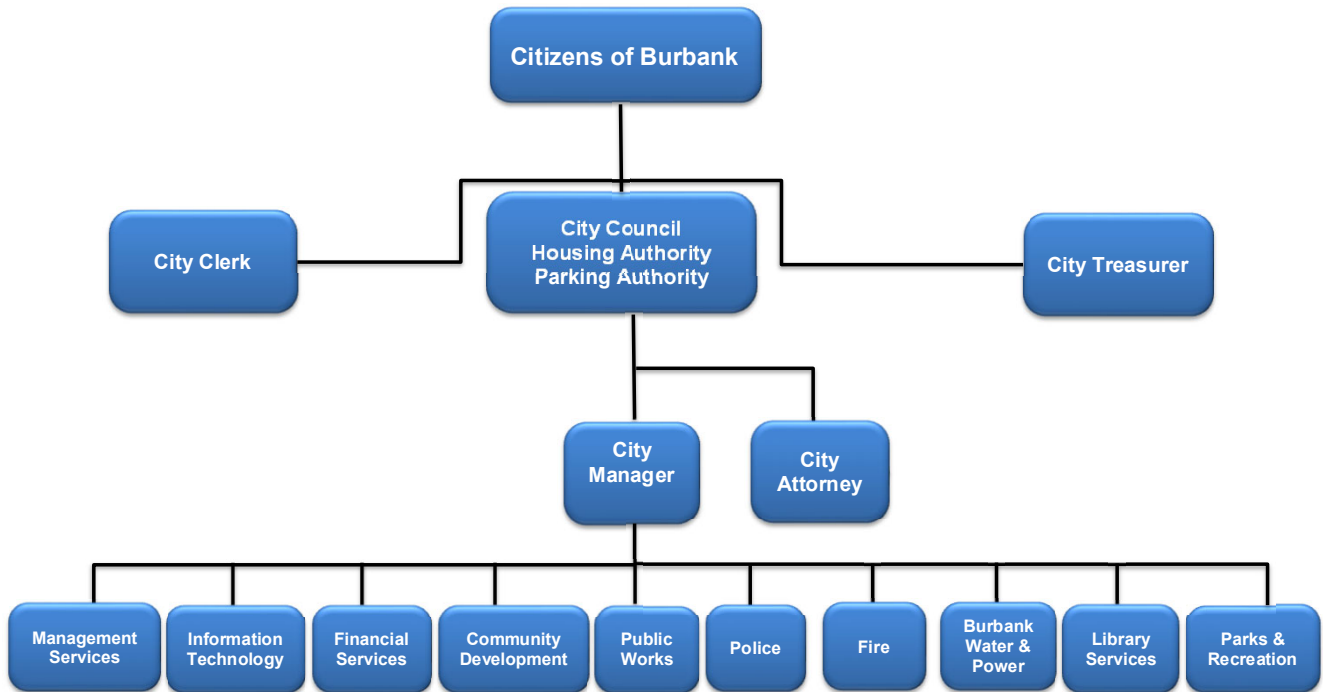 Citizens of Burbank
City Clerk
City Council
Housing Authority
Parking Authority
City Treasurer
City
Manager
City
Attorney
Management
Services
Information
Technology
Financial
Services
Community
Development
Public
Works
Police
Fire
Burbank
Water &
Power
Library
Services
Parks &
Recreation